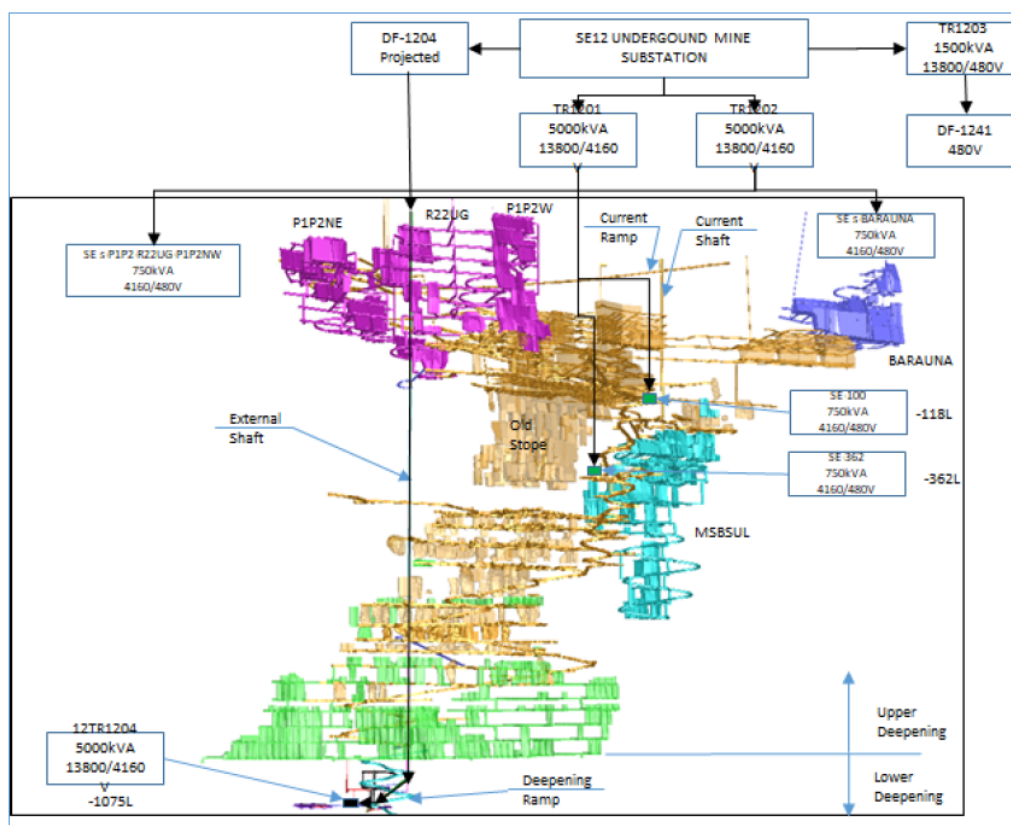 DF-1204
Projected
SE12 UNDERGOUND MINE
SUBSTATION
TR1203
1500kVA
13800/480V
TR1201
5000kVA
13800/4160
V
TR1202
5000kVA
13800/4160
V
DF-1241
480V
P1P2NE
R22UG
P1P2W
Current
Ramp
Current
Shaft
SE s-BARAUNA
750kVA
4160/480V
SE s-P1P2-R22UG-P1P2NW
750kVA
4160/480V
BARAUNA
External
Shaft
Old
Stope
SE-100
750kVA
4160/480V
-118L
SE-362
750kVA
4160/480V
-362L
MSBSUL
12TR1204
5000kVA
13800/4160
V
-1075L
Upper
Deepening
Deepening
Ramp
Lower
Deepening